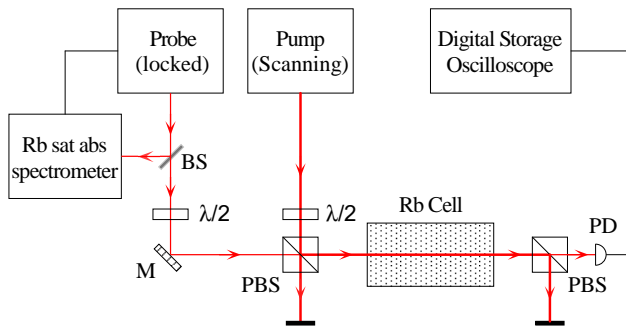 Probe
(locked)
Pump
(Scanning)
Digital Storage
Oscilloscope
Rb sat abs
spectrometer
BS
λ/2
λ/2
Rb Cell
PD
M
PBS
PBS